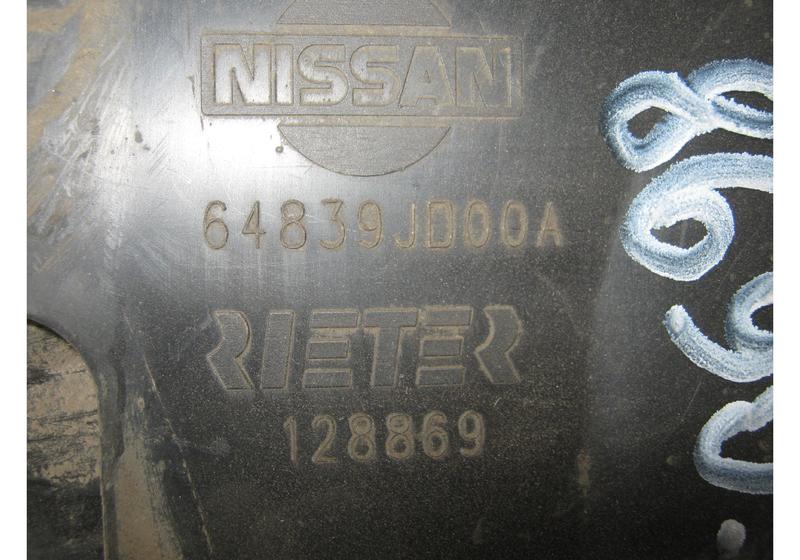 NISSAN
64839JD00A
RIETER
128869